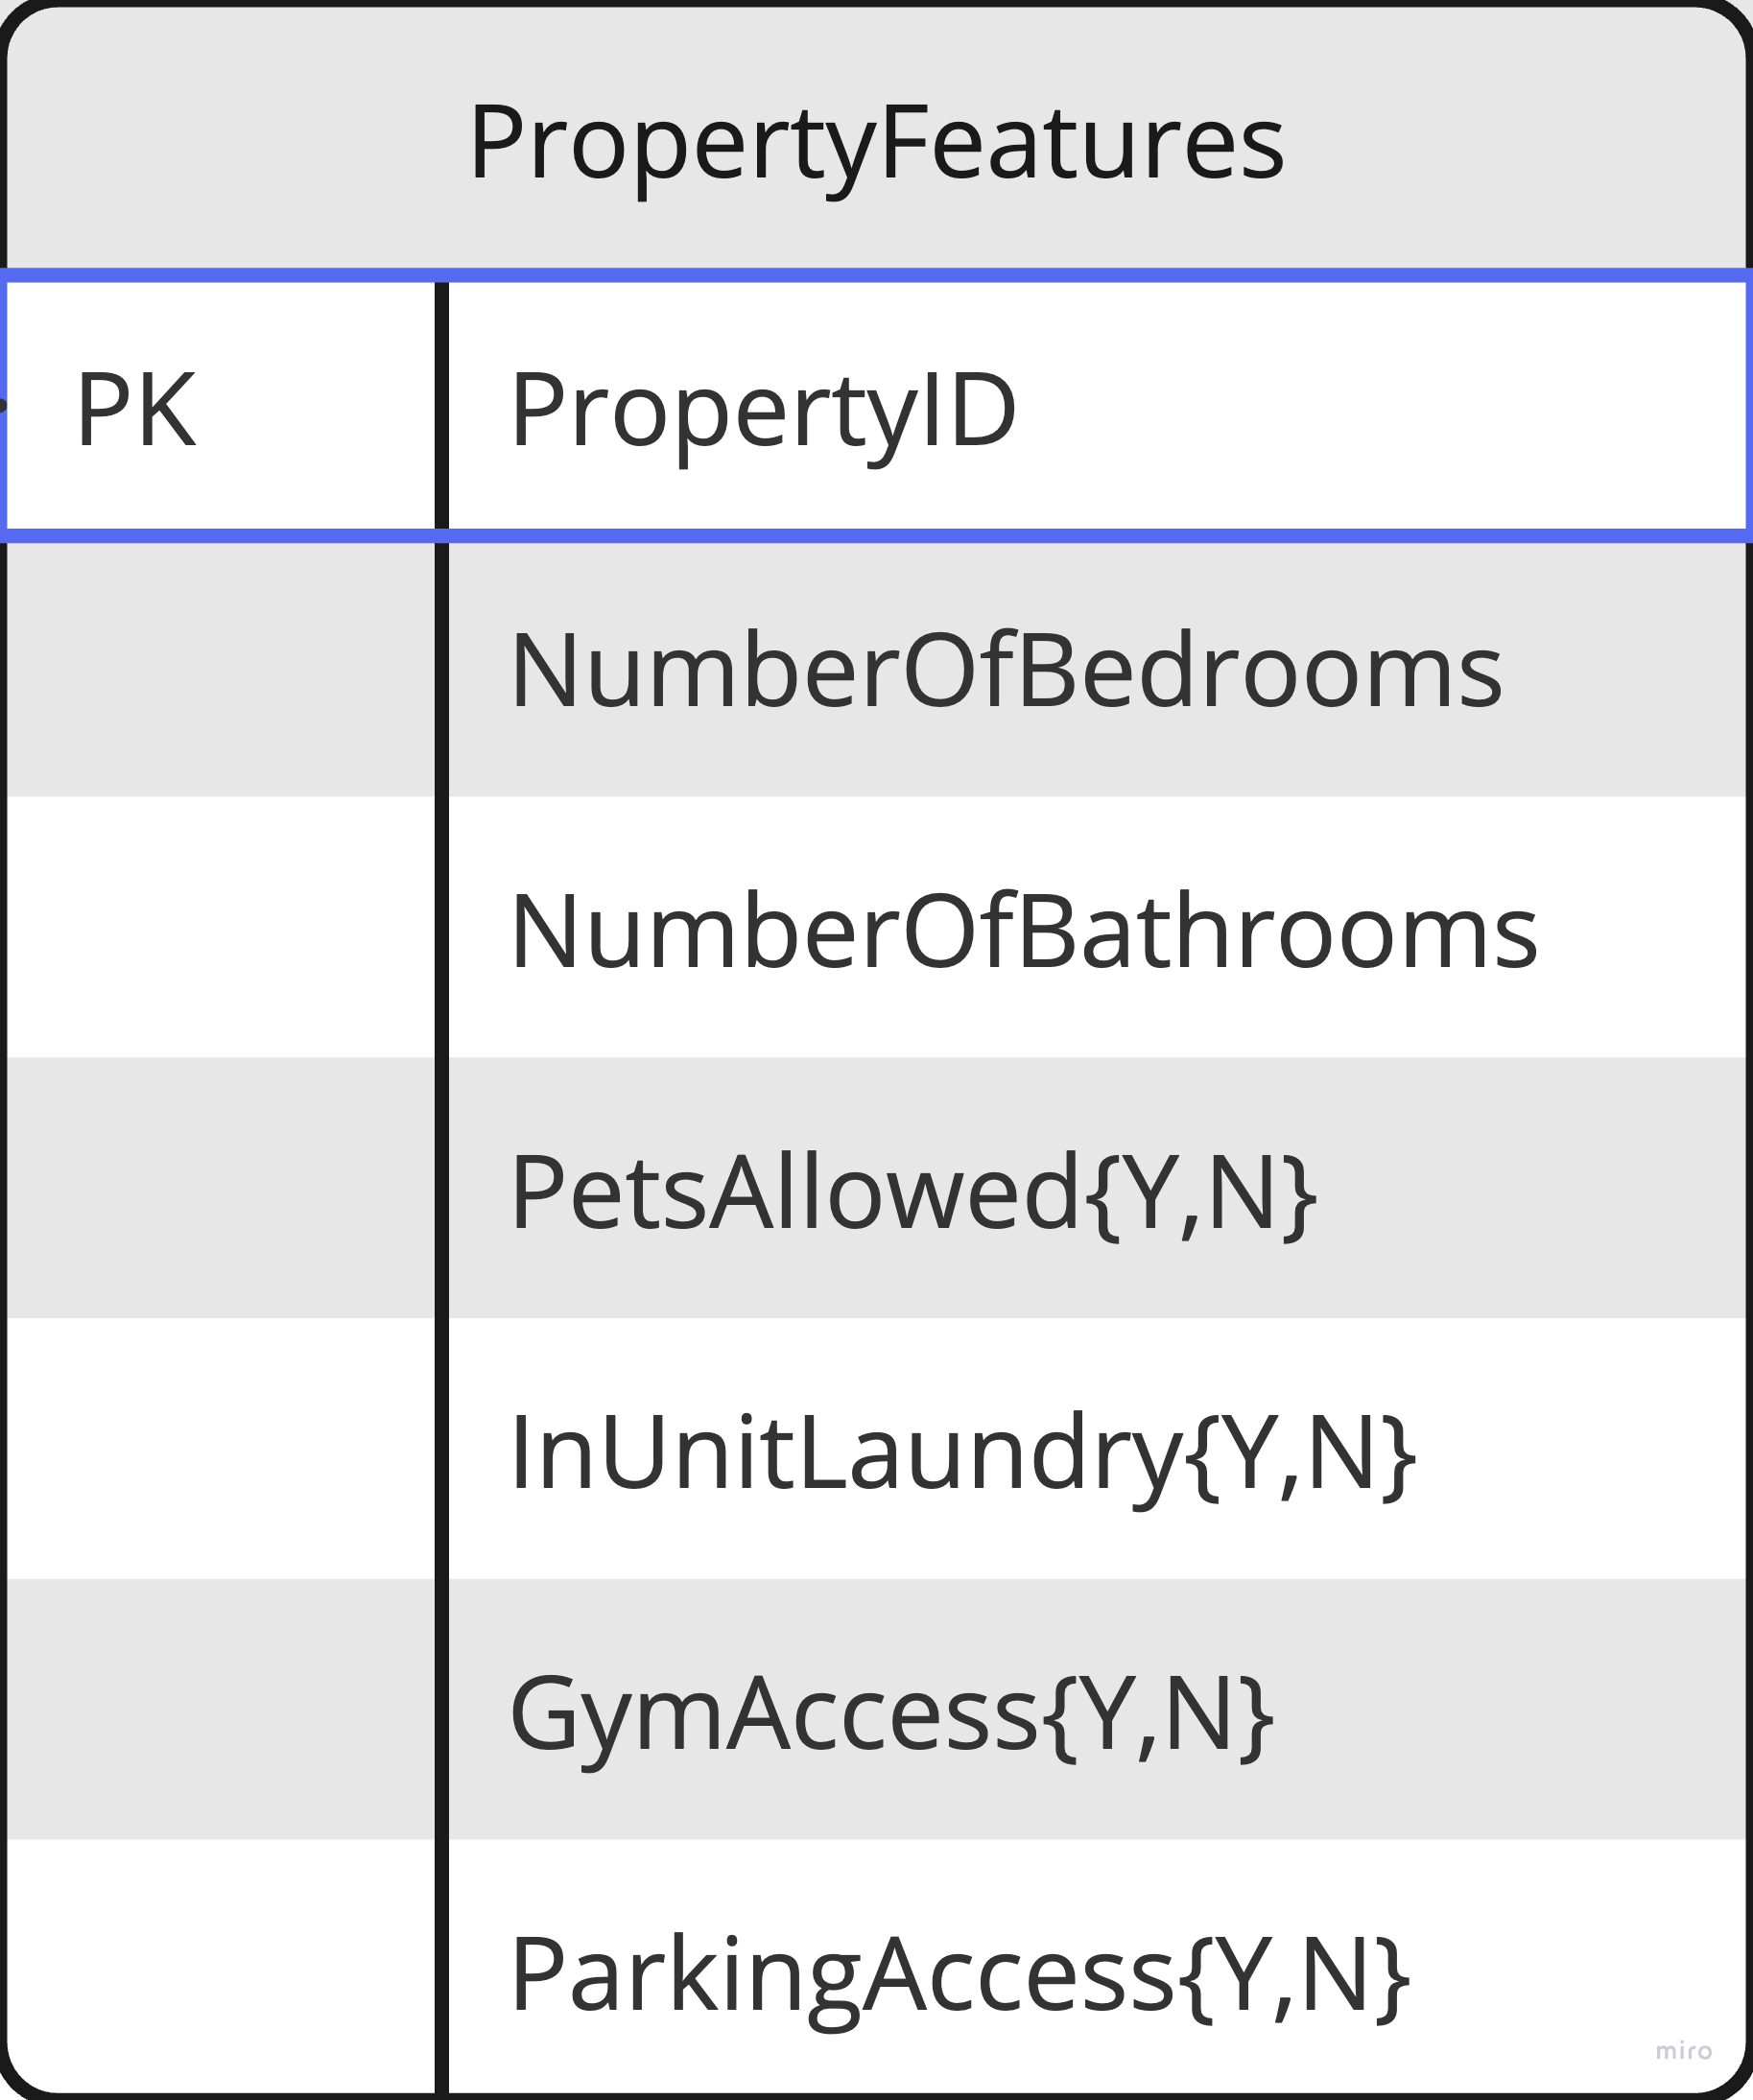 PropertyFeatures
PK PropertyID
NumberOfBedrooms
NumberOfBathrooms
PetsAllowed{Y,N}
InUnitLaundry{Y,N}
GymAccess{Y,N}
ParkingAccess{Y,N}
miro